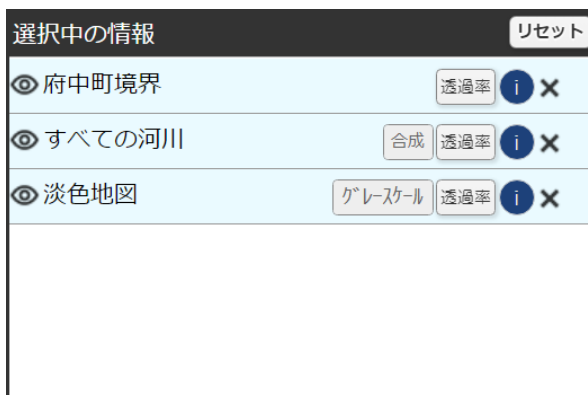 選択中の情報 リセット
府中町境界 透過率 i
すべての河川 合成 透過率 i
淡色地図 グレースケール 透過率 i